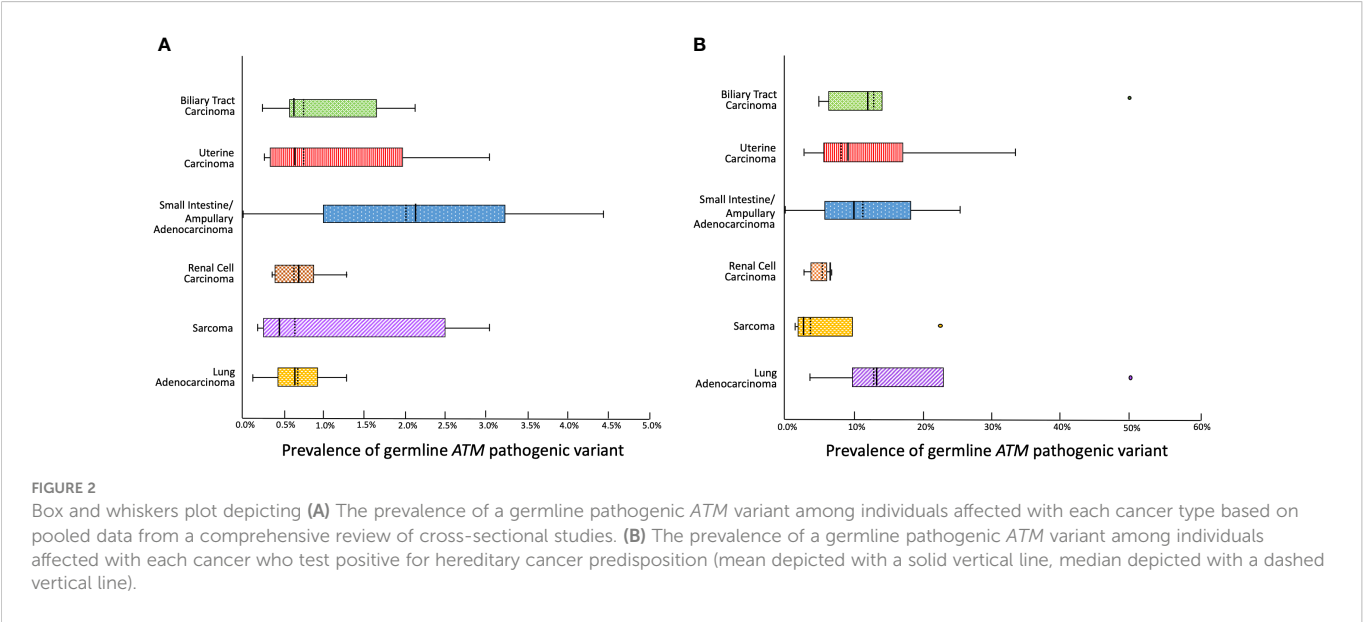 A
Biliary Tract
Carcinoma
Uterine
Carcinoma
Small Intestine/
Ampullary
Adenocarcinoma
Renal Cell
Carcinoma
Sarcoma
Lung
Adenocarcinoma
0.0% 0.5% 1.0% 1.5% 2.0% 2.5% 3.0% 3.5% 4.0% 4.5% 5.0%
Prevalence of germline ATM pathogenic variant
B
Biliary Tract
Carcinoma
Uterine
Carcinoma
Small Intestine/
Ampullary
Adenocarcinoma
Renal Cell
Carcinoma
Sarcoma
Lung
Adenocarcinoma
0.0% 10% 20% 30% 40% 50% 60%
Prevalence of germline ATM pathogenic variant
FIGURE 2
Box and whiskers plot depicting (A) The prevalence of a germline pathogenic ATM variant among individuals affected with each cancer type based on
pooled data from a comprehensive review of cross-sectional studies. (B) The prevalence of a germline pathogenic ATM variant among individuals
affected with each cancer who test positive for hereditary cancer predisposition (mean depicted with a solid vertical line, median depicted with a dashed
vertical line).